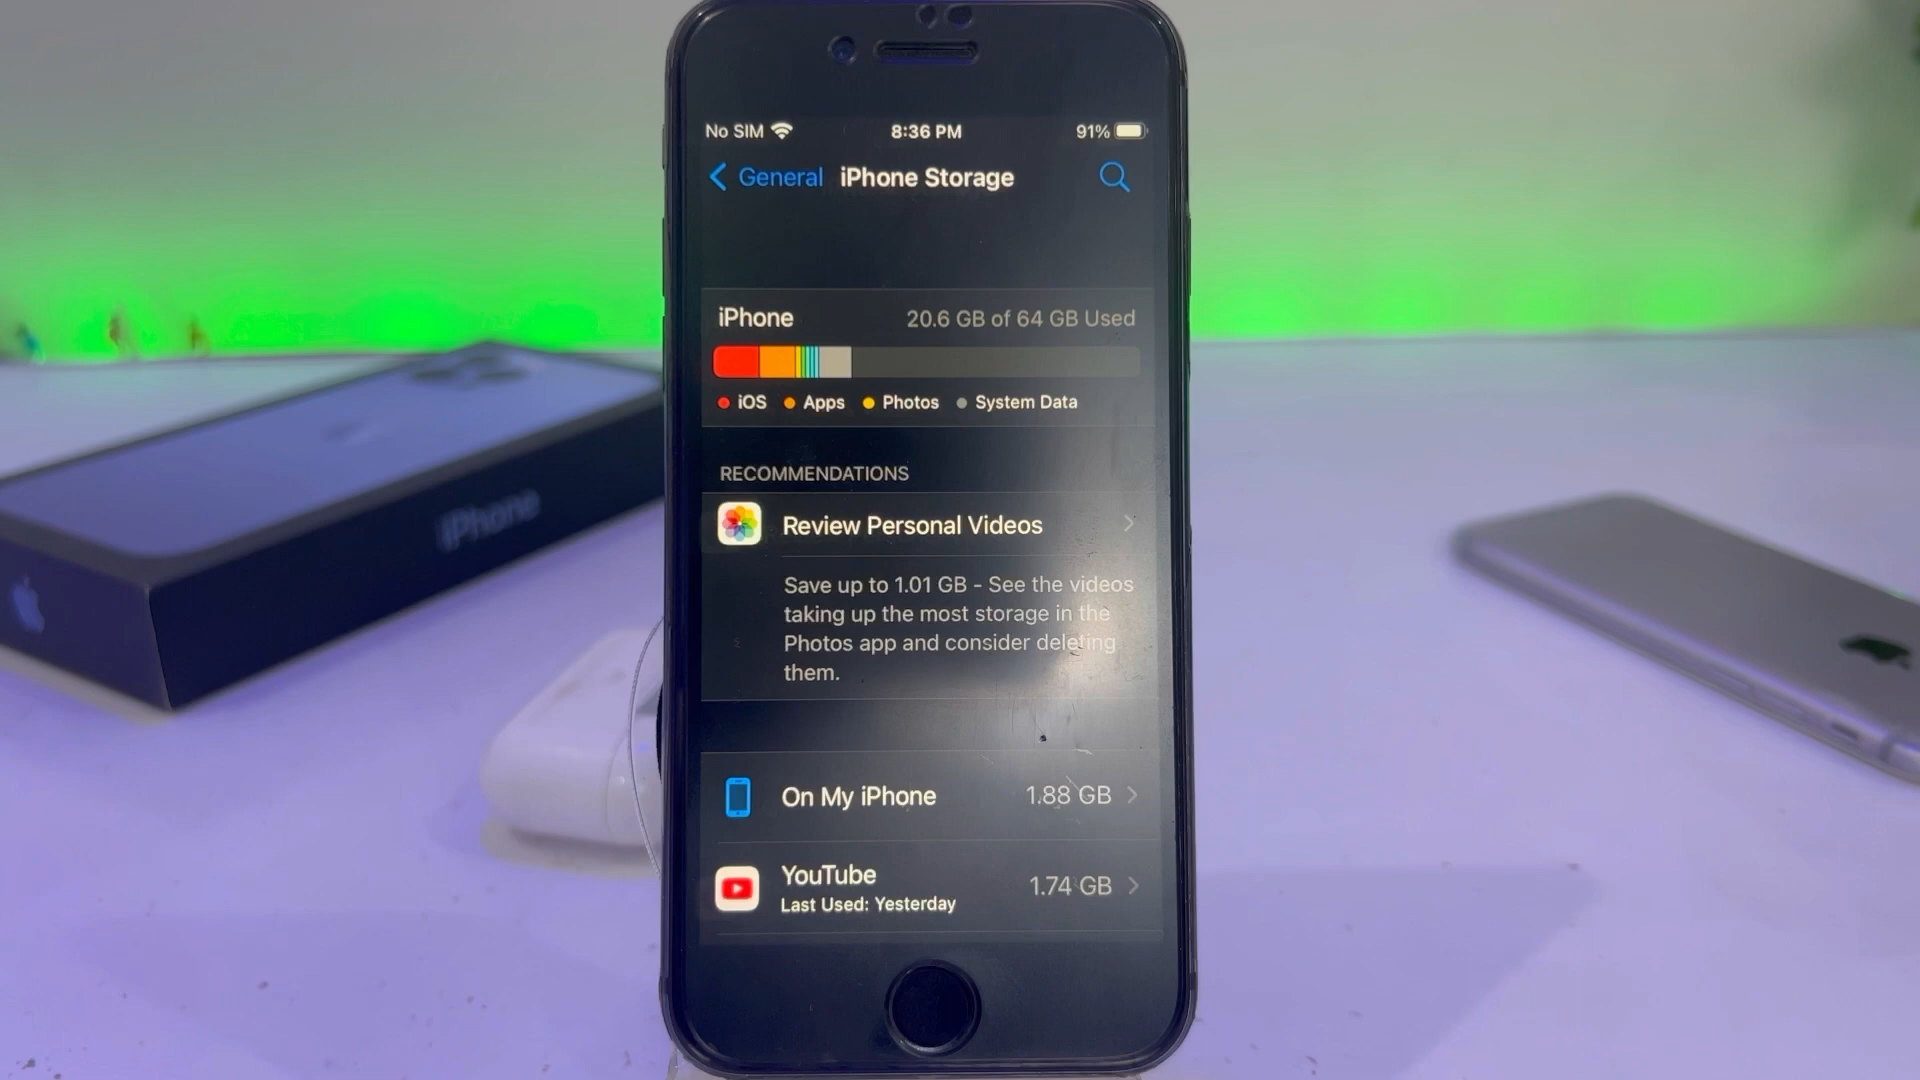 No SIM 8:36 PM 91%
General iPhone Storage
iPhone 20.6 GB of 64 GB Used
iOS Apps Photos System Data
RECOMMENDATIONS
Review Personal Videos
Save up to 1.01 GB - See the videos
taking up the most storage in the
Photos app and consider deleting
them.
On My iPhone 1.88 GB
YouTube 1.74 GB
Last Used: Yesterday
iPhone